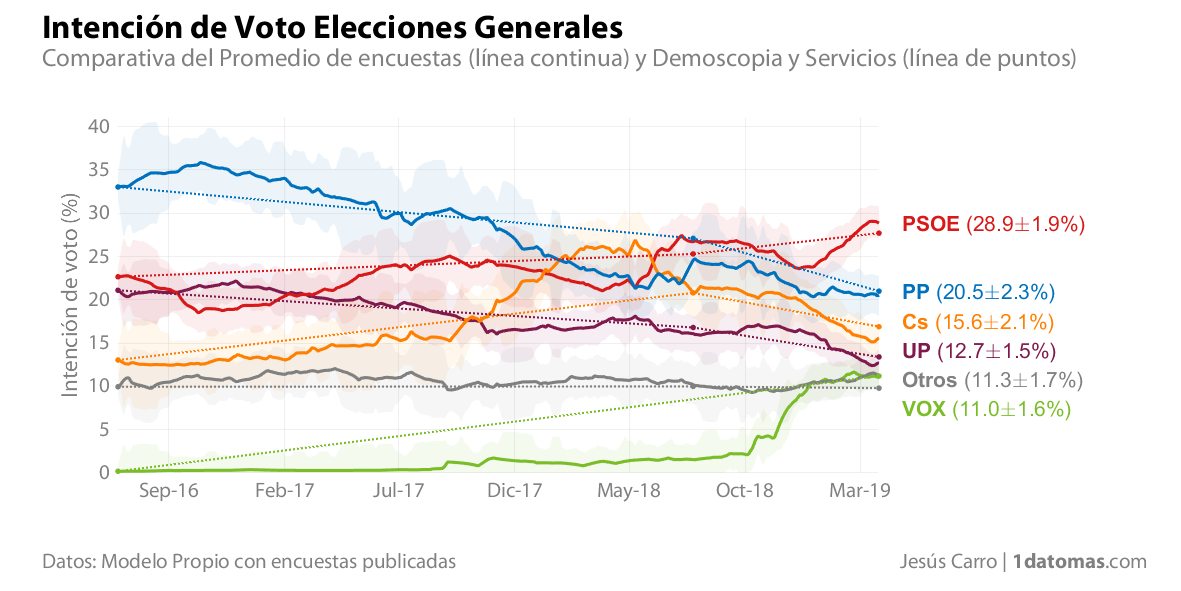 Intención de Voto Elecciones Generales
Comparativa del Promedio de encuestas (línea continua) y Demoscopia y Servicios (línea de puntos)
Intención de voto (%)
40
35
30
25
20
15
10
5
0
Sep-16 Feb-17 Jul-17 Dic-17 May-18 Oct-18 Mar-19
PSOE (28.9±1.9%)
PP (20.5±2.3%)
Cs (15.6±2.1%)
UP (12.7±1.5%)
Otros (11.3±1.7%)
VOX (11.0±1.6%)
Datos: Modelo Propio con encuestas publicadas
Jesús Carro | 1datomas.com